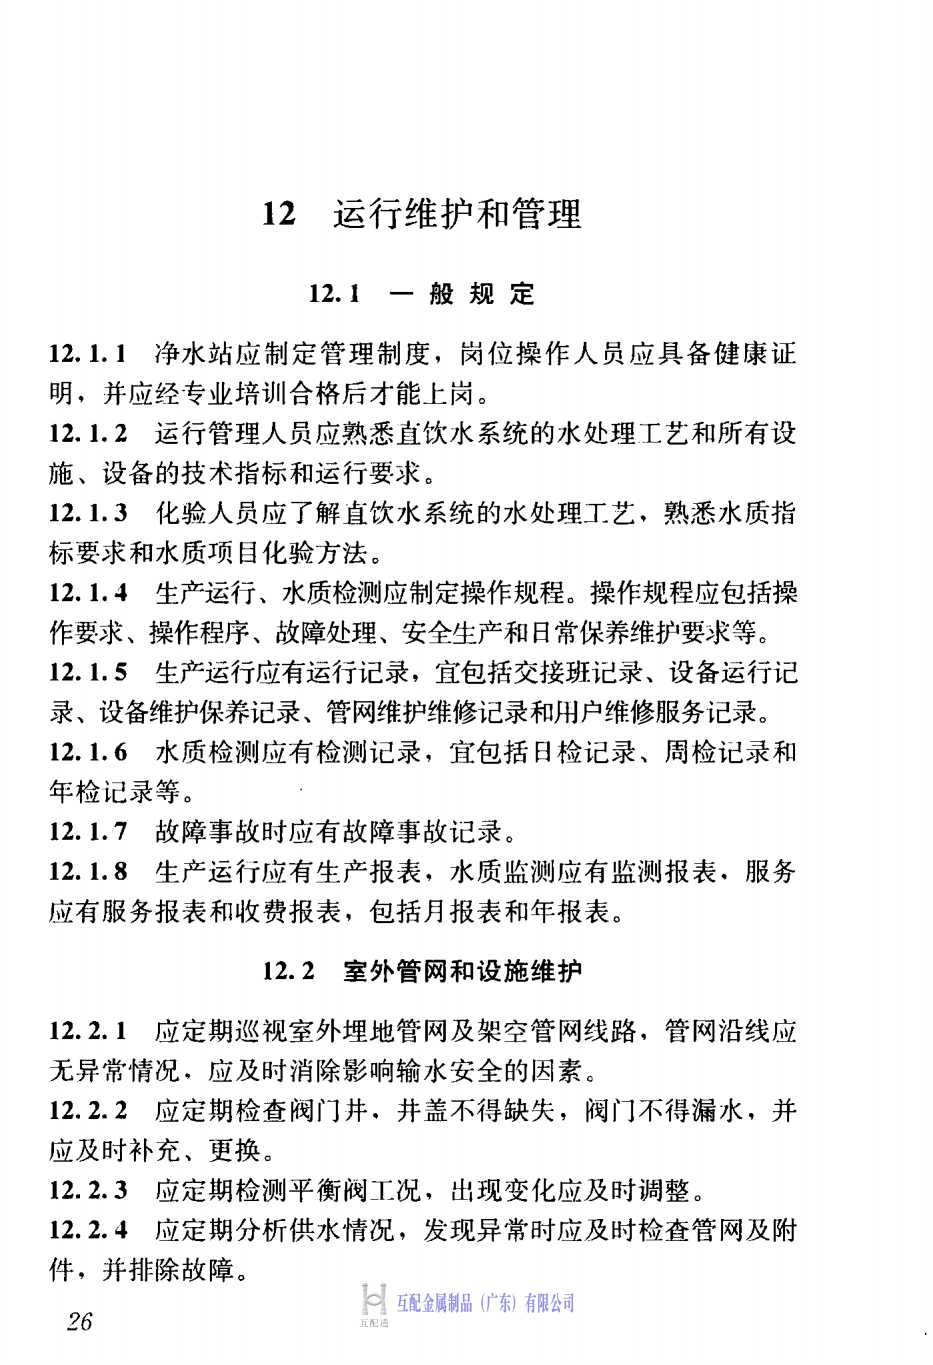 12 运行维护和管理
12.1 一般规定
12.1.1 净水站应制定管理制度，岗位操作人员应具备健康证
明，并应经专业培训合格后才能上岗。
12.1.2 运行管理人员应熟悉直饮水系统的水处理工艺和所有设
施、设备的技术指标和运行要求。
12.1.3 化验人员应了解直饮水系统的水处理工艺，熟悉水质指
标要求和水质项目化验方法。
12.1.4 生产运行、水质检测应制定操作规程。操作规程应包括操
作要求、操作程序、故障处理、安全生产和日常保养维护要求等。
12.1.5 生产运行应有运行记录，宜包括交接班记录、设备运行记
录、设备维护保养记录、管网维护维修记录和用户维修服务记录。
12.1.6 水质检测应有检测记录，宜包括日检记录、周检记录和
年检记录等。
12.1.7 故障事故时应有故障事故记录。
12.1.8 生产运行应有生产报表，水质监测应有监测报表，服务
应有服务报表和收费报表，包括月报表和年报表。
12.2 室外管网和设施维护
12.2.1 应定期巡视室外埋地管网及架空管网线路，管网沿线应
无异常情况，应及时消除影响输水安全的因素。
12.2.2 应定期检查阀门井，井盖不得缺失，阀门不得漏水，并
应及时补充、更换。
12.2.3 应定期检测平衡阀工况，出现变化应及时调整。
12.2.4 应定期分析供水情况，发现异常时应及时检查管网及附
件，并排除故障。
互配金属制品（广东）有限公司
互配通
26